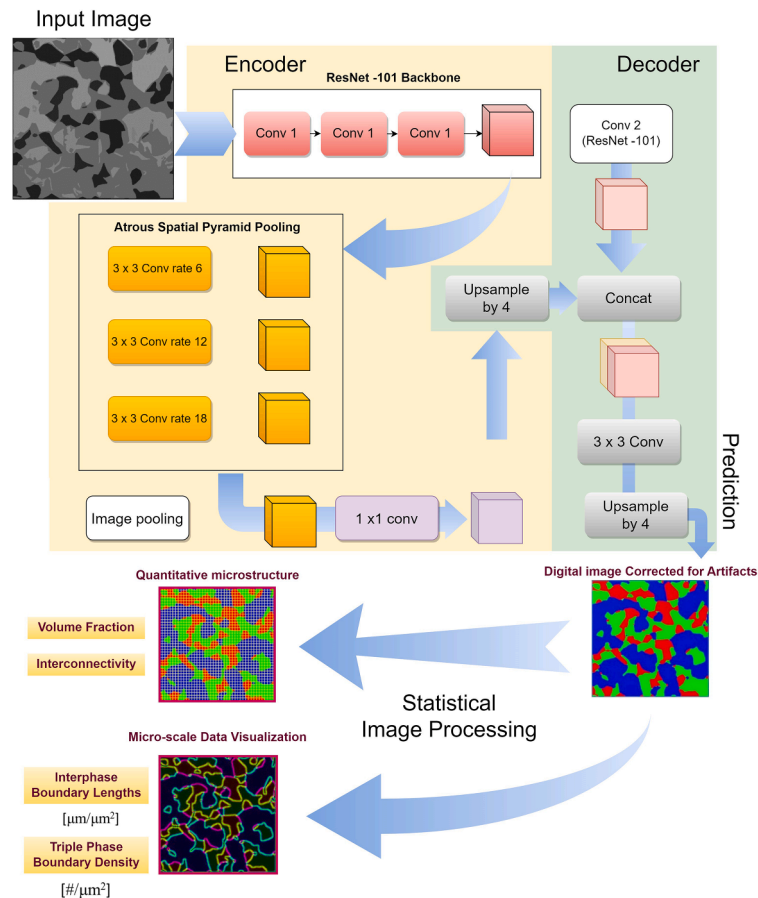 Input Image
Encoder
Decoder
ResNet -101 Backbone
Conv 1
Conv 1
Conv 1
Conv 2
(ResNet -101)
Atrous Spatial Pyramid Pooling
3 x 3 Conv rate 6
3 x 3 Conv rate 12
3 x 3 Conv rate 18
Upsample
by 4
Concat
3 x 3 Conv
Upsample
by 4
Prediction
Image pooling
1 x1 conv
Quantitative microstructure
Digital image Corrected for Artifacts
Volume Fraction
Interconnectivity
Statistical
Image Processing
Micro-scale Data Visualization
Interphase
Boundary Lengths
[μm/μm²]
Triple Phase
Boundary Density
[#/μm²]